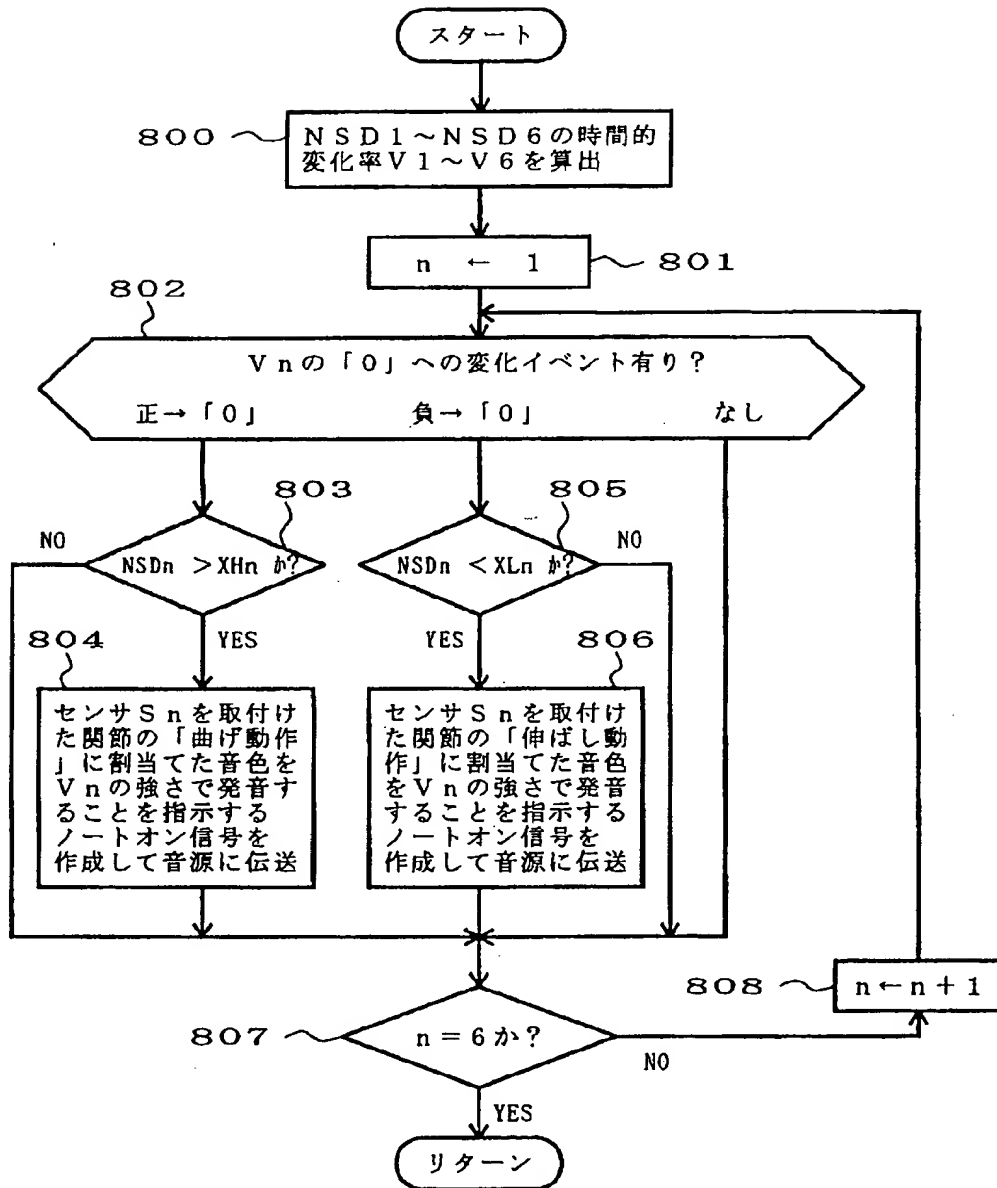 スタート
800
NSD1～NSD6の時間的
変化率V1～V6を算出
n ← 1
801
802
Vnの「0」への変化イベント有り？
正→「0」
負→「0」
なし
803
805
NO
NSDn >XHn か?
NSDn <XLn か?
NO
804
YES
YES
806
センサSnを取付け
た関節の「曲げ動作
」に割当てた音色を
Vnの強さで発音す
ることを指示する
ノートオン信号を
作成して音源に伝送
センサSnを取付け
た関節の「伸ばし動
作」に割当てた音色
をVnの強さで発音
することを指示する
ノートオン信号を
作成して音源に伝送
808
n←n+1
807
n=6か？
NO
YES
リターン